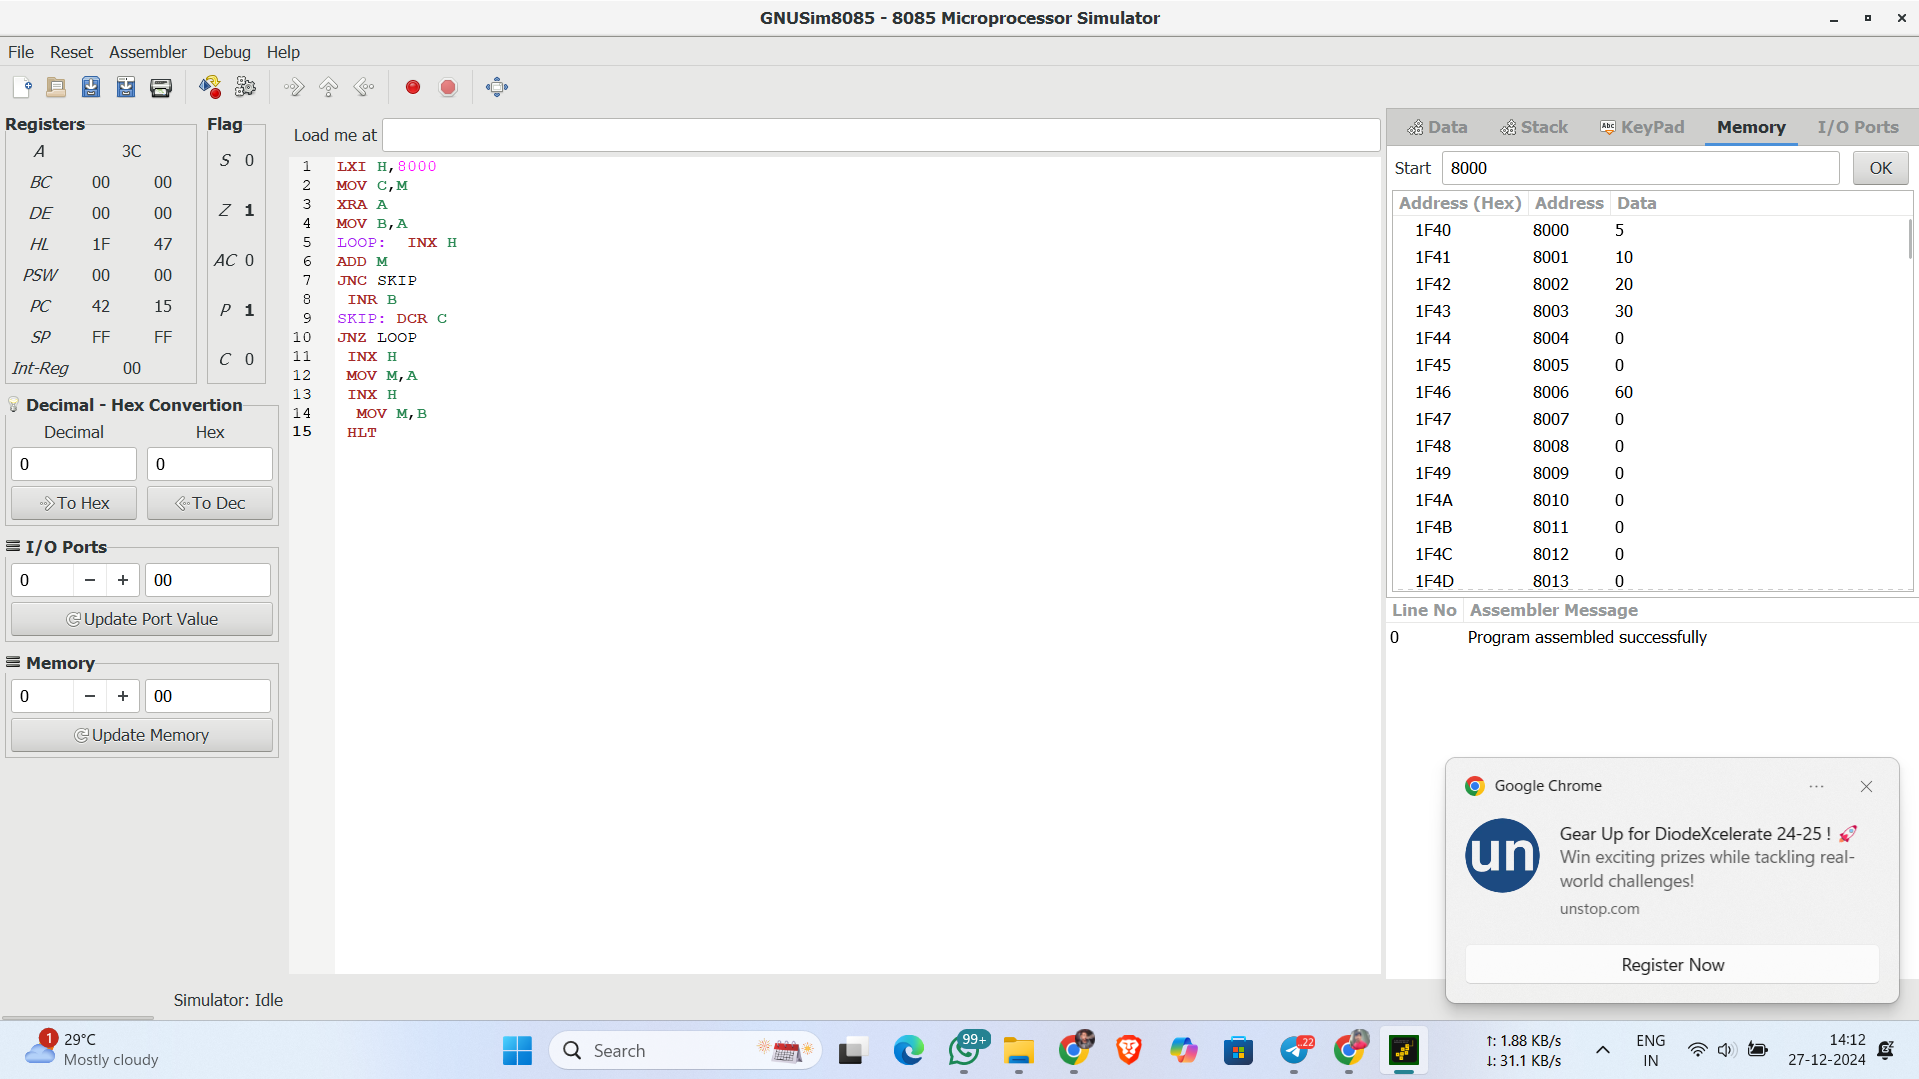 GNUSim8085 - 8085 Microprocessor Simulator
File Reset Assembler Debug Help
Registers
A 3C
BC 00 00
DE 00 00
HL 1F 47
PSW 00 00
PC 42 15
SP FF FF
Int-Reg 00
Flag
S 0
Z 1
AC 0
P 1
C 0
Decimal - Hex Convertion
Decimal Hex
0 0
To Hex To Dec
I/O Ports
0 − + 00
Update Port Value
Memory
0 − + 00
Update Memory
Load me at
1 LXI H,8000
2 MOV C,M
3 XRA A
4 MOV B,A
5 LOOP: INX H
6 ADD M
7 JNC SKIP
8 INR B
9 SKIP: DCR C
10 JNZ LOOP
11 INX H
12 MOV M,A
13 INX H
14 MOV M,B
15 HLT
Data Stack Abc KeyPad Memory I/O Ports
Start 8000 OK
Address (Hex) Address Data
1F40 8000 5
1F41 8001 10
1F42 8002 20
1F43 8003 30
1F44 8004 0
1F45 8005 0
1F46 8006 60
1F47 8007 0
1F48 8008 0
1F49 8009 0
1F4A 8010 0
1F4B 8011 0
1F4C 8012 0
1F4D 8013 0
Line No Assembler Message
0 Program assembled successfully
Google Chrome
un
Gear Up for DiodeXcelerate 24-25 ! 🚀
Win exciting prizes while tackling real-
world challenges!
unstop.com
Register Now
Simulator: Idle
1 29°C
Mostly cloudy
Search
99+
22
↑: 1.88 KB/s
↓: 31.1 KB/s
ENG
IN
14:12
27-12-2024